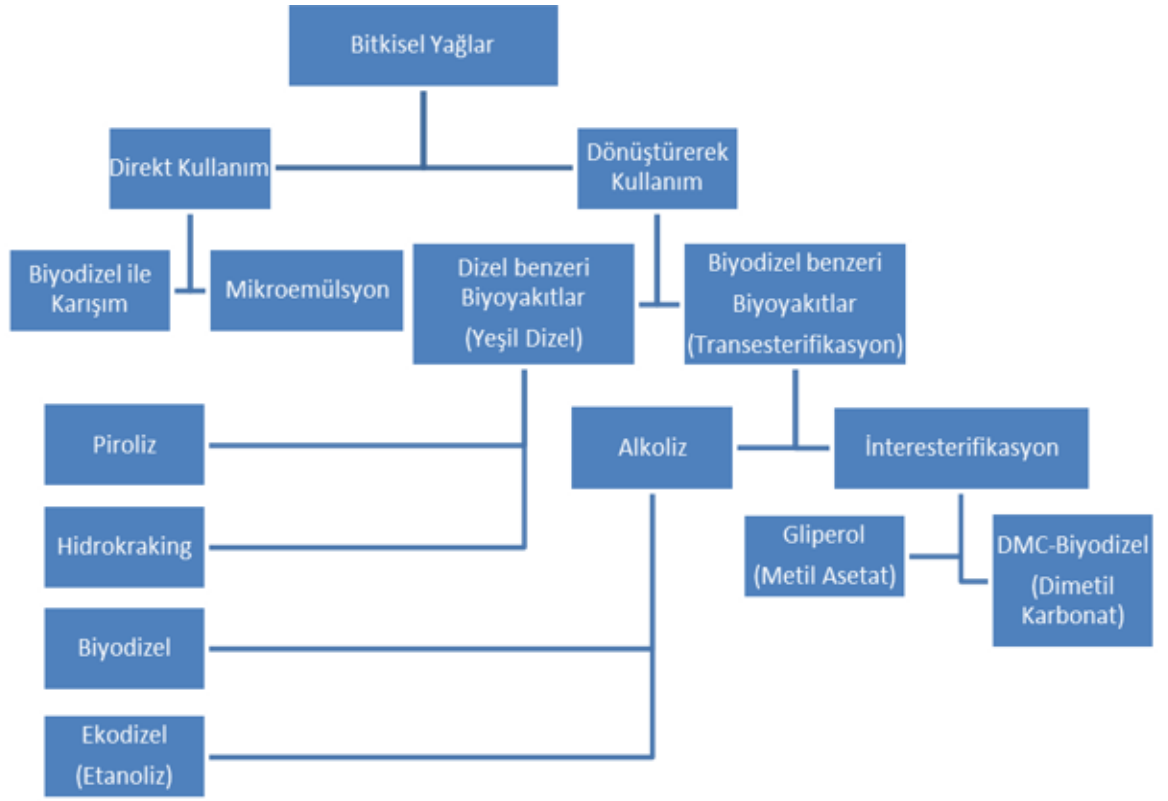 Bitkisel Yağlar
Direkt Kullanım
Dönüştürerek
Kullanım
Biyodizel ile
Karışım
Mikroemülsyon
Dizel benzeri
Biyoyakıtlar
(Yeşil Dizel)
Biyodizel benzeri
Biyoyakıtlar
(Transesterifikasyon)
Piroliz
Alkoliz
İnteresterifikasyon
Hidrokraking
Gliperol
(Metil Asetat)
DMC-Biyodizel
(Dimetil
Karbonat)
Biyodizel
Ekodizel
(Etanoliz)